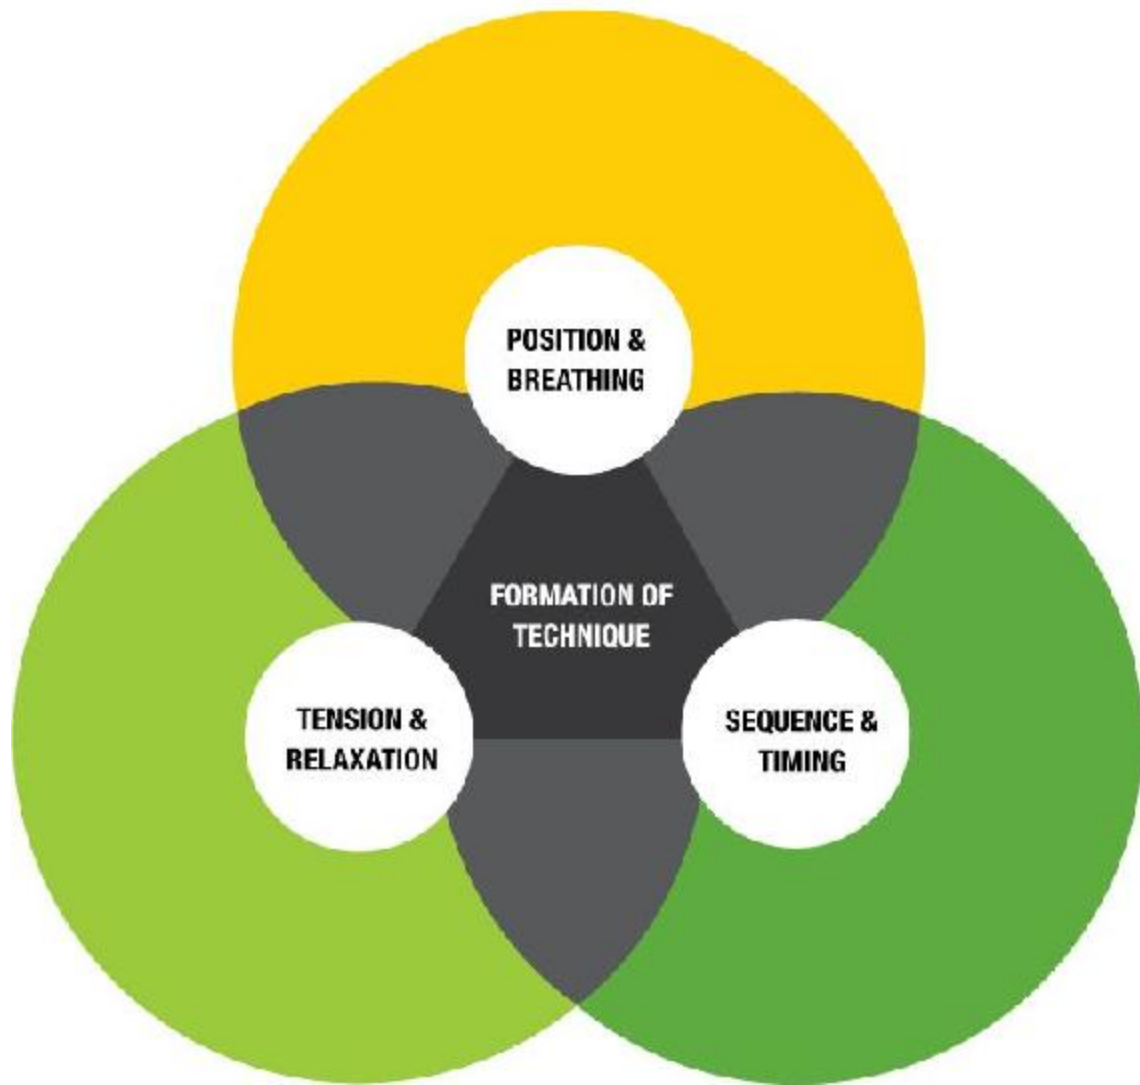 POSITION &
BREATHING
FORMATION OF
TECHNIQUE
TENSION &
RELAXATION
SEQUENCE &
TIMING